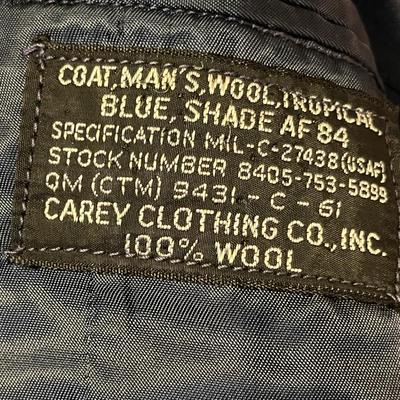 COAT, MAN'S, WOOL, TROPICAL,
BLUE, SHADE AF 84
SPECIFICATION MIL-C-27438 (USAF)
STOCK NUMBER 8405-753-5899
QM (CTM) 9431-C-61
CAREY CLOTHING CO., INC.
100% WOOL